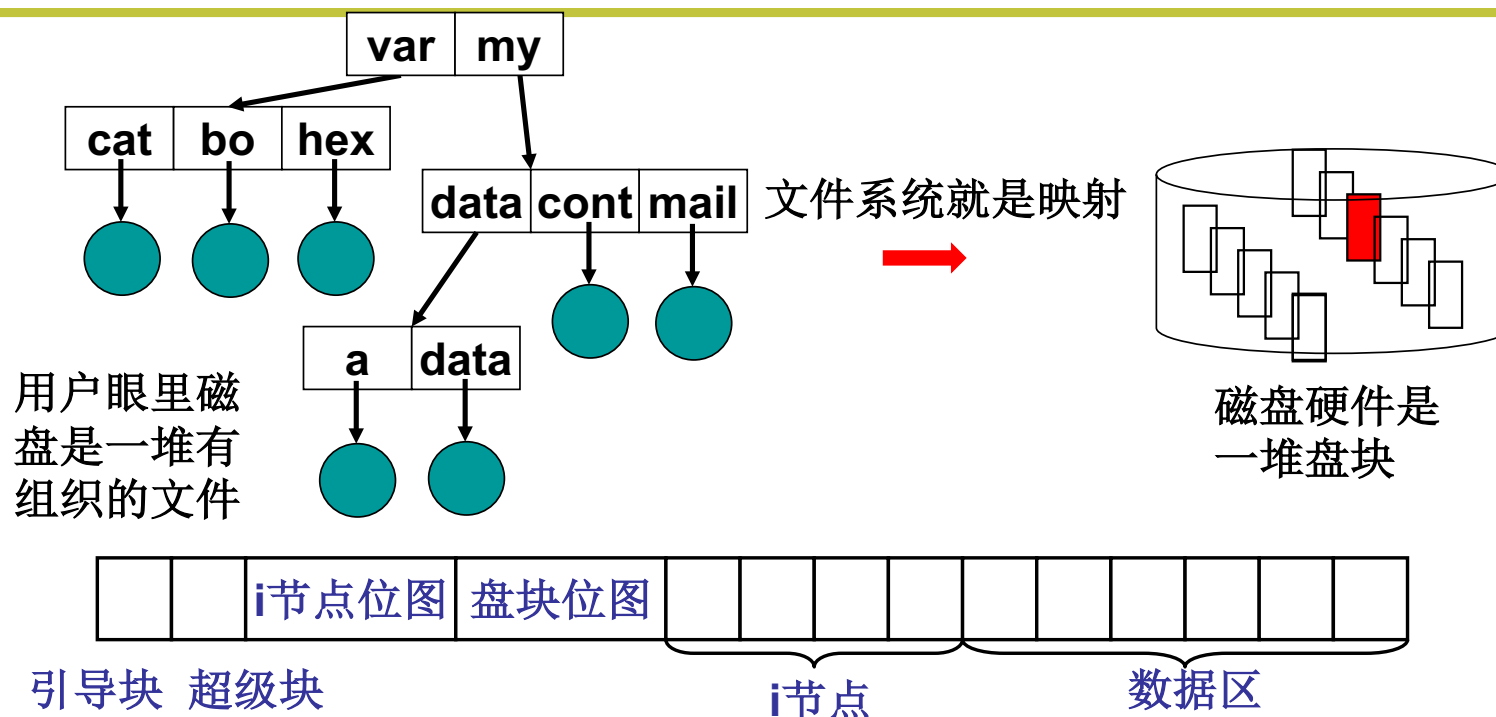 var my
cat bo hex
data cont mail
文件系统就是映射
a data
用户眼里磁
盘是一堆有
组织的文件
磁盘硬件是
一堆盘块
i节点位图 盘块位图
引导块 超级块 i节点 数据区